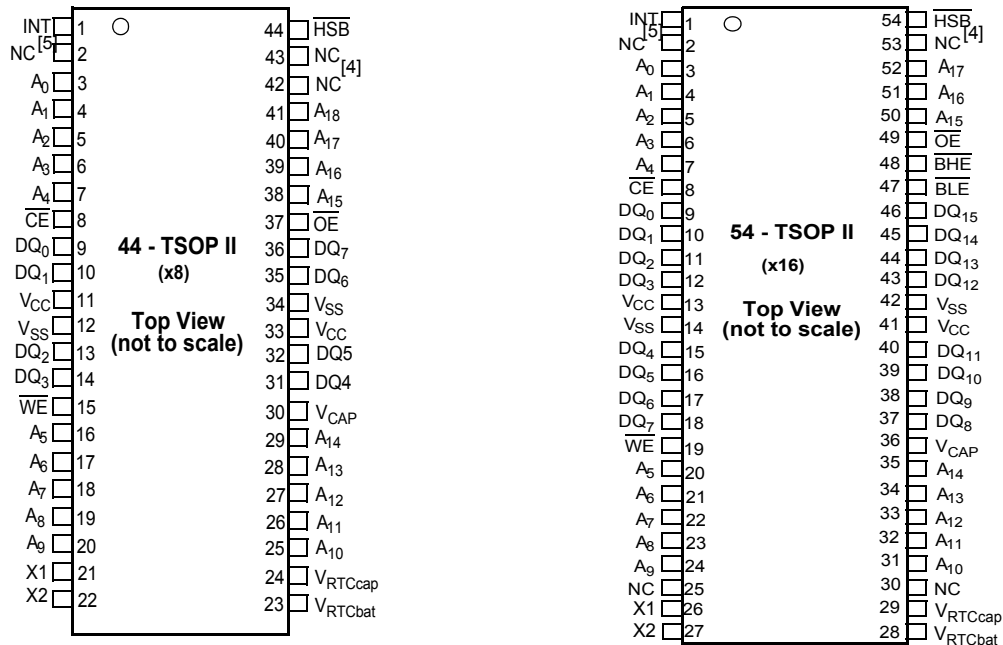 INT 1 44 HSB
NC[5] 2 43 NC[4]
A0 3 42 NC
A1 4 41 A18
A2 5 40 A17
A3 6 39 A16
A4 7 38 A15
CE 8 37 OE
DQ0 9 36 DQ7
DQ1 10 35 DQ6
VCC 11 34 VSS
VSS 12 33 VCC
DQ2 13 32 DQ5
DQ3 14 31 DQ4
WE 15 30 VCAP
A5 16 29 A14
A6 17 28 A13
A7 18 27 A12
A8 19 26 A11
A9 20 25 A10
X1 21 24 VRTCcap
X2 22 23 VRTCbat
44 - TSOP II
(x8)
Top View
(not to scale)
INT 1 54 HSB
NC[5] 2 53 NC[4]
A0 3 52 A17
A1 4 51 A16
A2 5 50 A15
A3 6 49 OE
A4 7 48 BHE
CE 8 47 BLE
DQ0 9 46 DQ15
DQ1 10 45 DQ14
DQ2 11 44 DQ13
DQ3 12 43 DQ12
VCC 13 42 VSS
VSS 14 41 VCC
DQ4 15 40 DQ11
DQ5 16 39 DQ10
DQ6 17 38 DQ9
DQ7 18 37 DQ8
WE 19 36 VCAP
A5 20 35 A14
A6 21 34 A13
A7 22 33 A12
A8 23 32 A11
A9 24 31 A10
NC 25 30 NC
X1 26 29 VRTCcap
X2 27 28 VRTCbat
54 - TSOP II
(x16)
Top View
(not to scale)